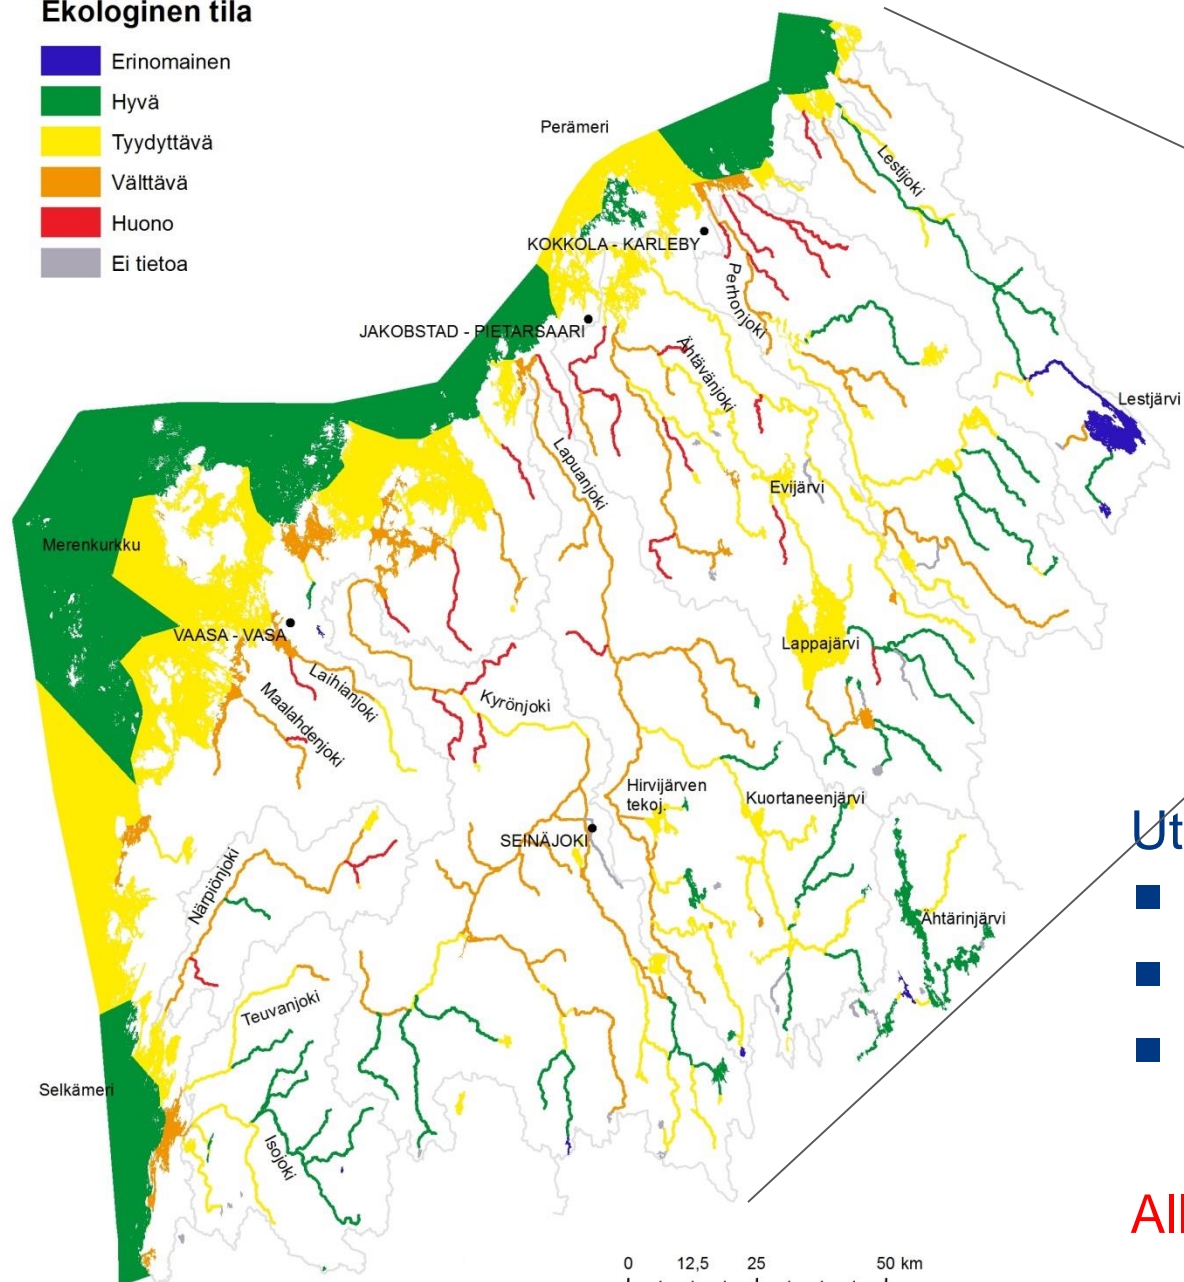 Ekologinen tila
Erinomainen
Hyvä
Tyydyttävä
Välttävä
Huono
Ei tietoa
Perämeri
Lestijoki
KOKKOLA - KARLEBY
Perhonjoki
JAKOBSTAD - PIETARSAARI
Ähtävänjoki
Lestjärvi
Lapuanjoki
Evijärvi
Merenkurkku
VAASA - VASA
Lappajärvi
Laihianjoki
Maalahdenjoki
Kyrönjoki
Hirvijärven
tekoj.
Kuortaneenjärvi
SEINÄJOKI
Närpiönjoki
Ähtärinjärvi
Teuvanjoki
Selkämeri
Isojoki
0 12,5 25 50 km
Ut
All